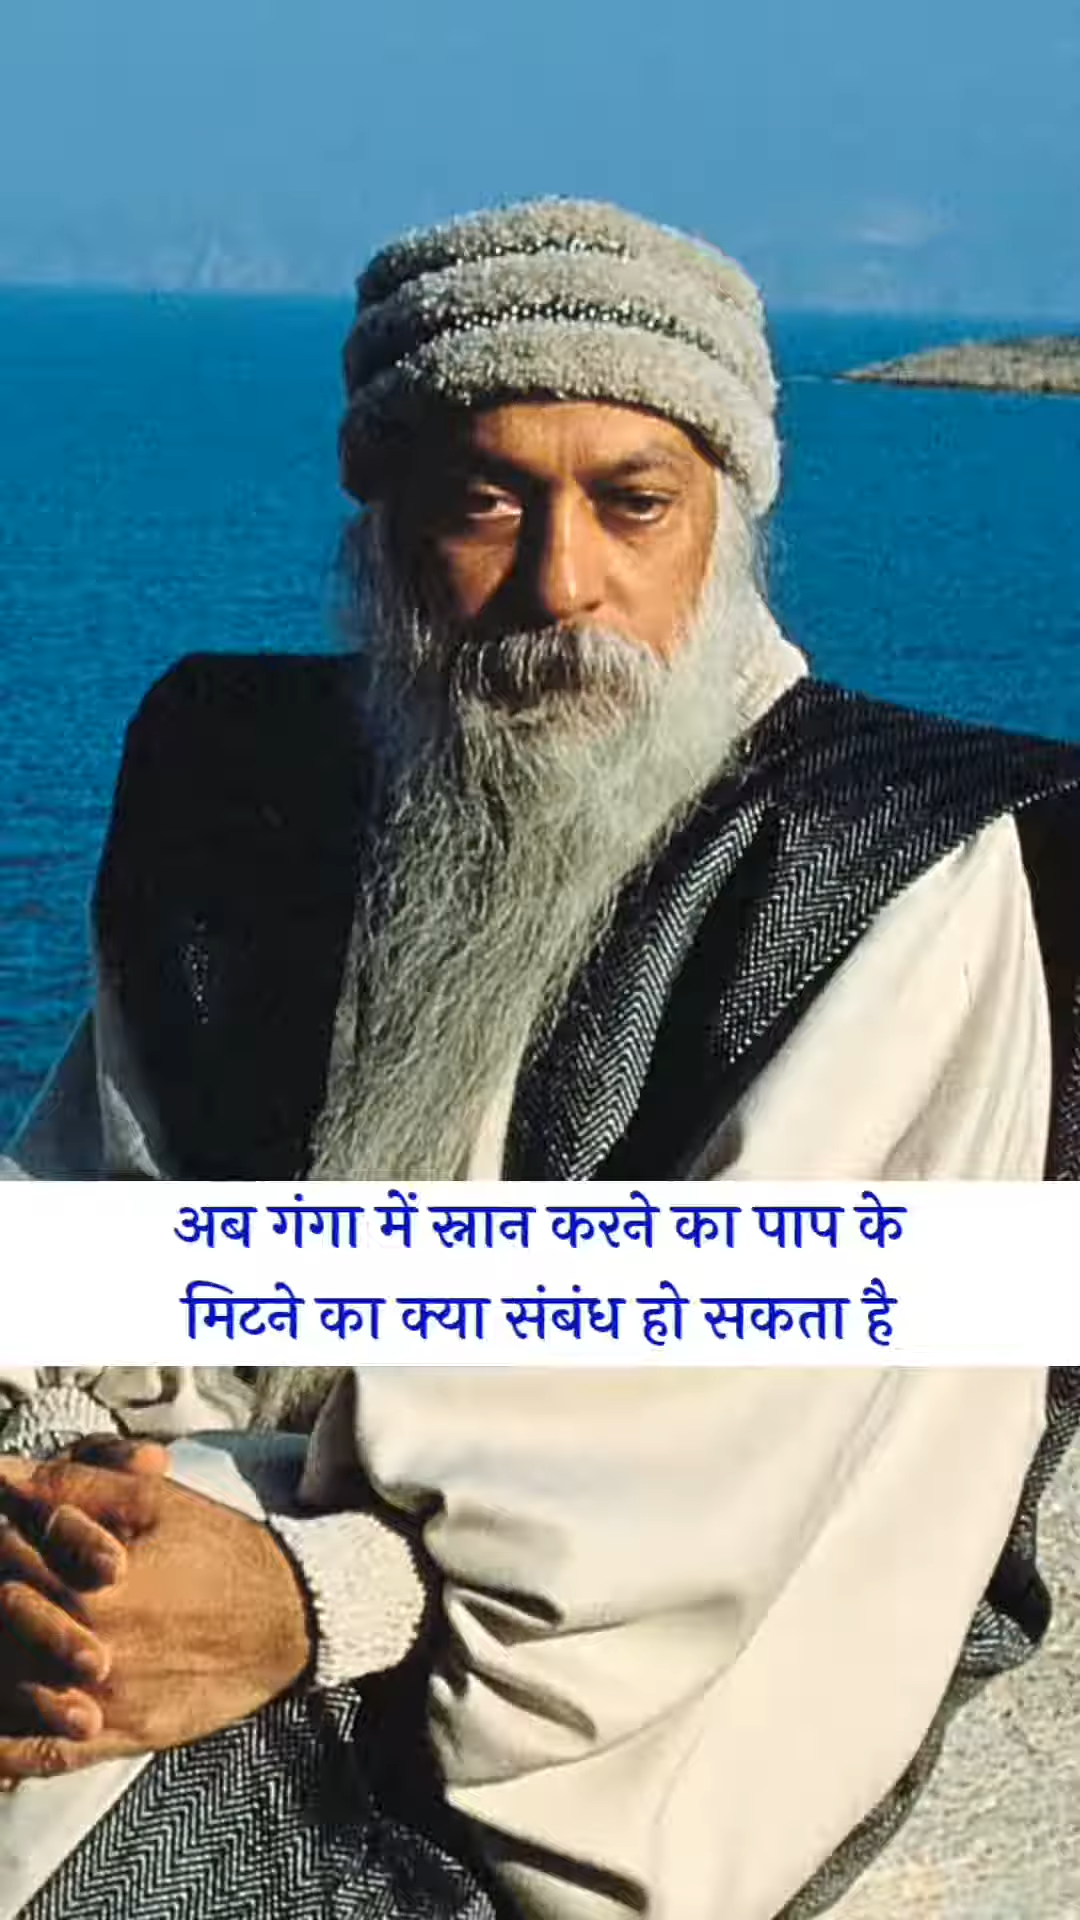 अब गंगा में स्नान करने का पाप के
मिटने का क्या संबंध हो सकता है